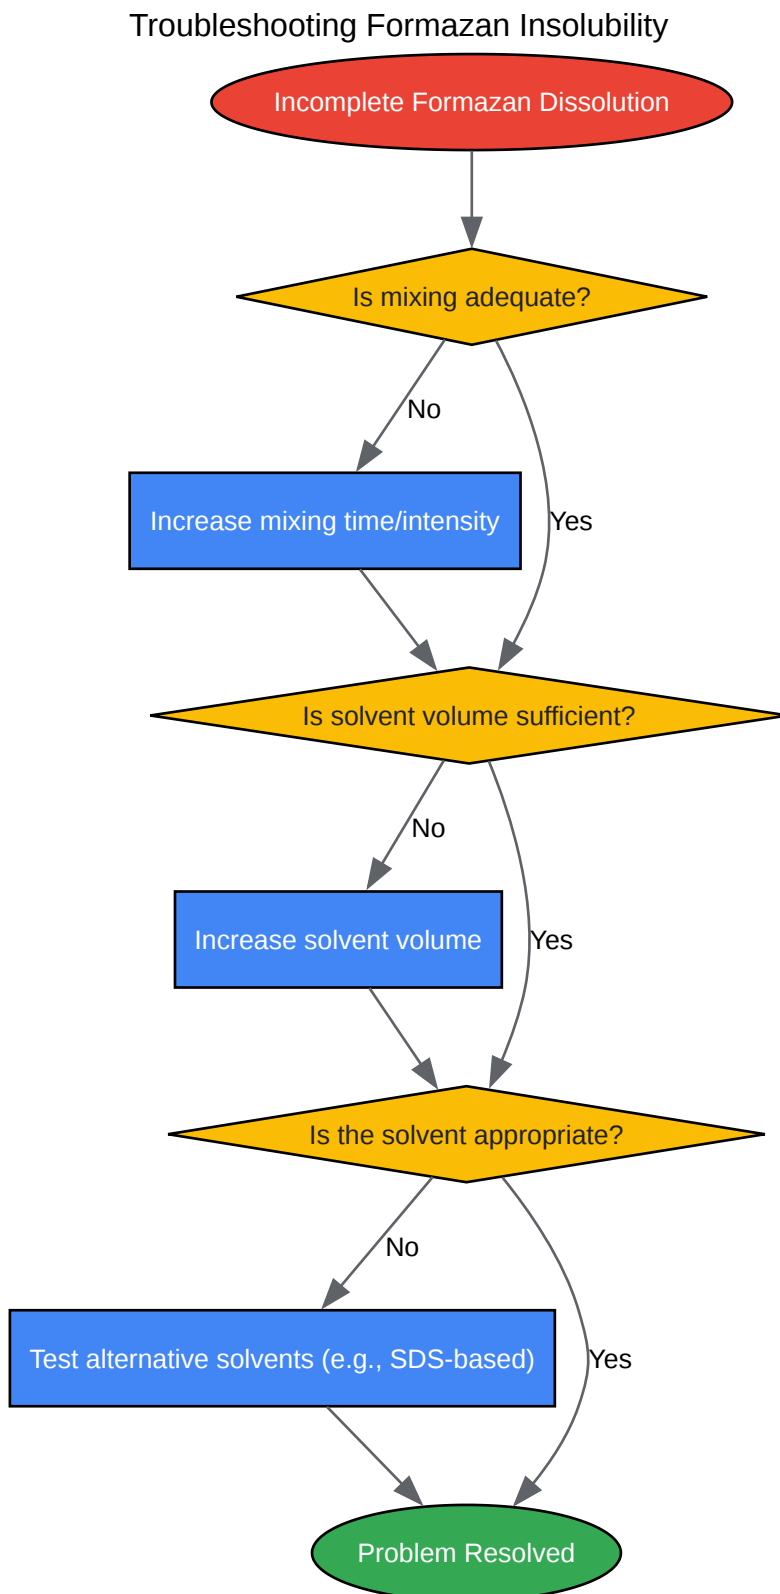 Troubleshooting Formazan Insolubility
Incomplete Formazan Dissolution
Is mixing adequate?
No
Increase mixing time/intensity
Yes
Is solvent volume sufficient?
No
Increase solvent volume
Yes
Is the solvent appropriate?
No
Test alternative solvents (e.g., SDS-based)
Yes
Problem Resolved